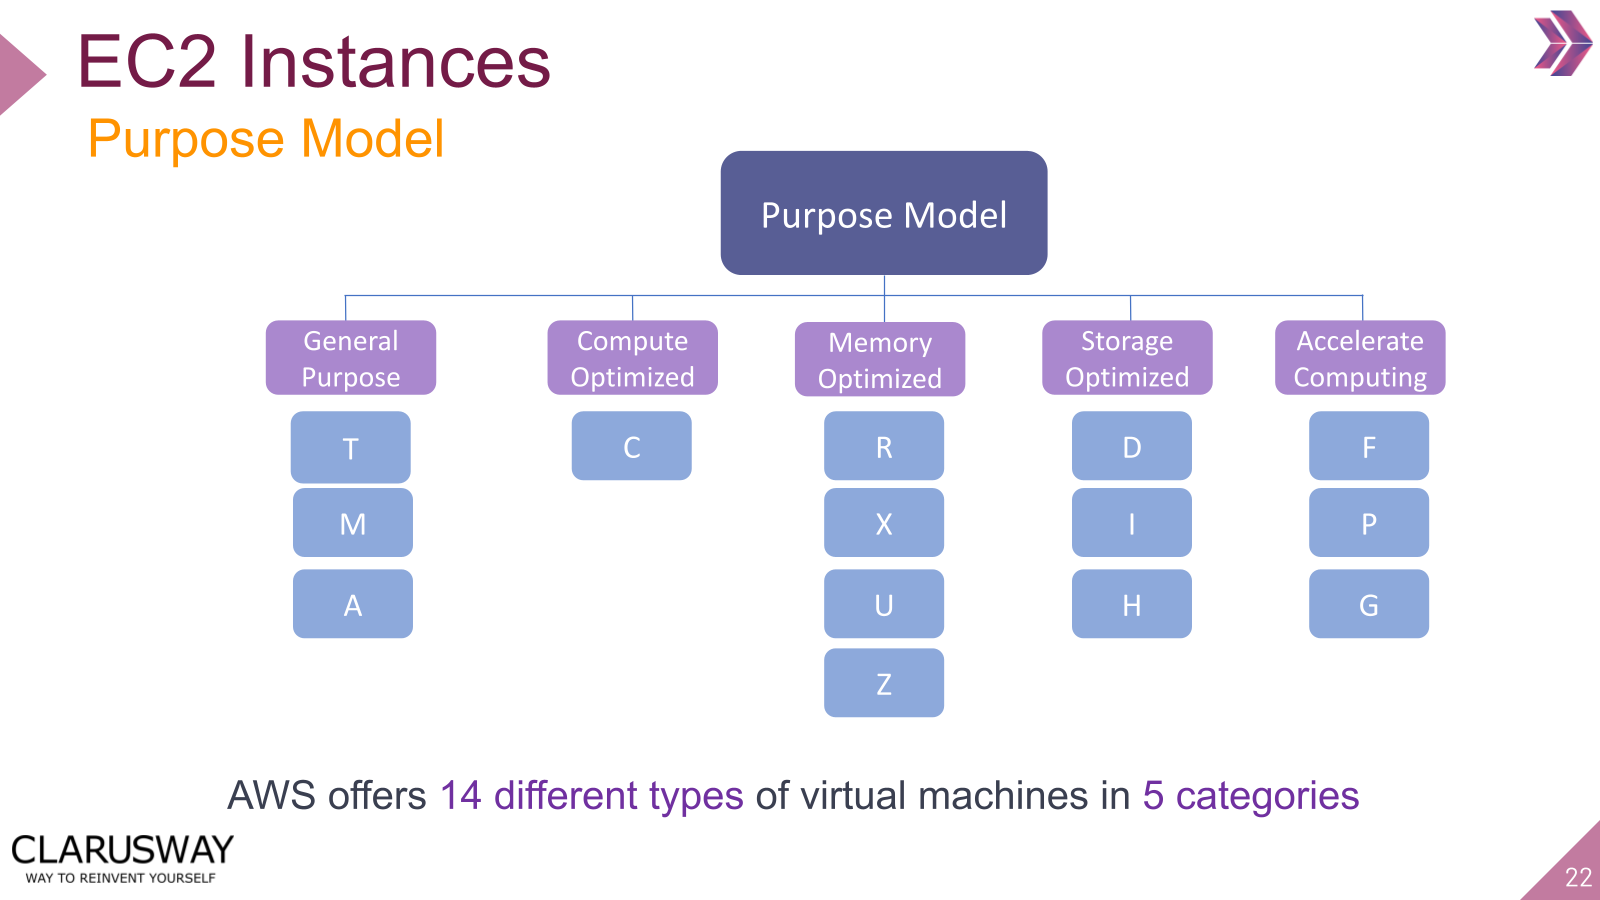 EC2 Instances
Purpose Model
Purpose Model
General
Purpose
Compute
Optimized
Memory
Optimized
Storage
Optimized
Accelerate
Computing
T
C
R
D
F
M
X
I
P
A
U
H
G
Z
AWS offers 14 different types of virtual machines in 5 categories
CLARUSWAY
WAY TO REINVENT YOURSELF
22